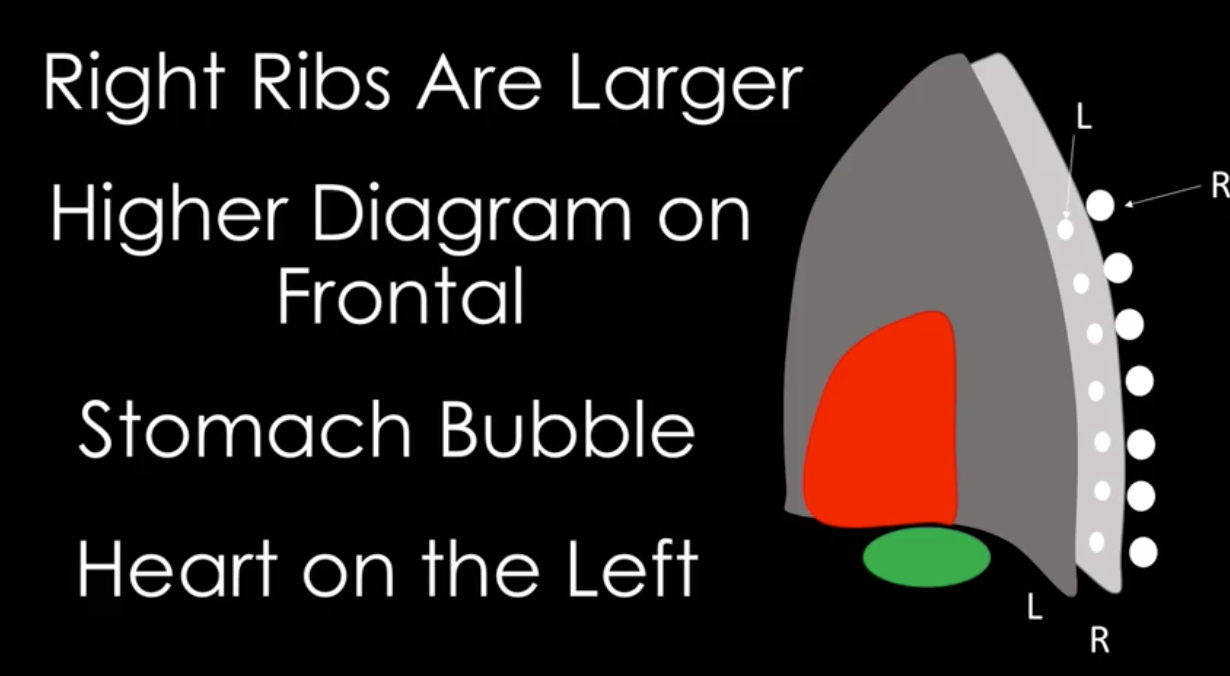 Right Ribs Are Larger
Higher Diagram on
Frontal
Stomach Bubble
Heart on the Left
L
R
L
R